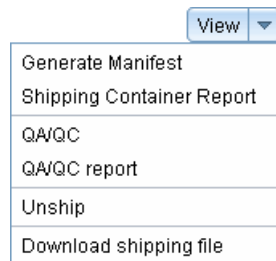 View
Generate Manifest
Shipping Container Report
QA/QC
QA/QC report
Unship
Download shipping file